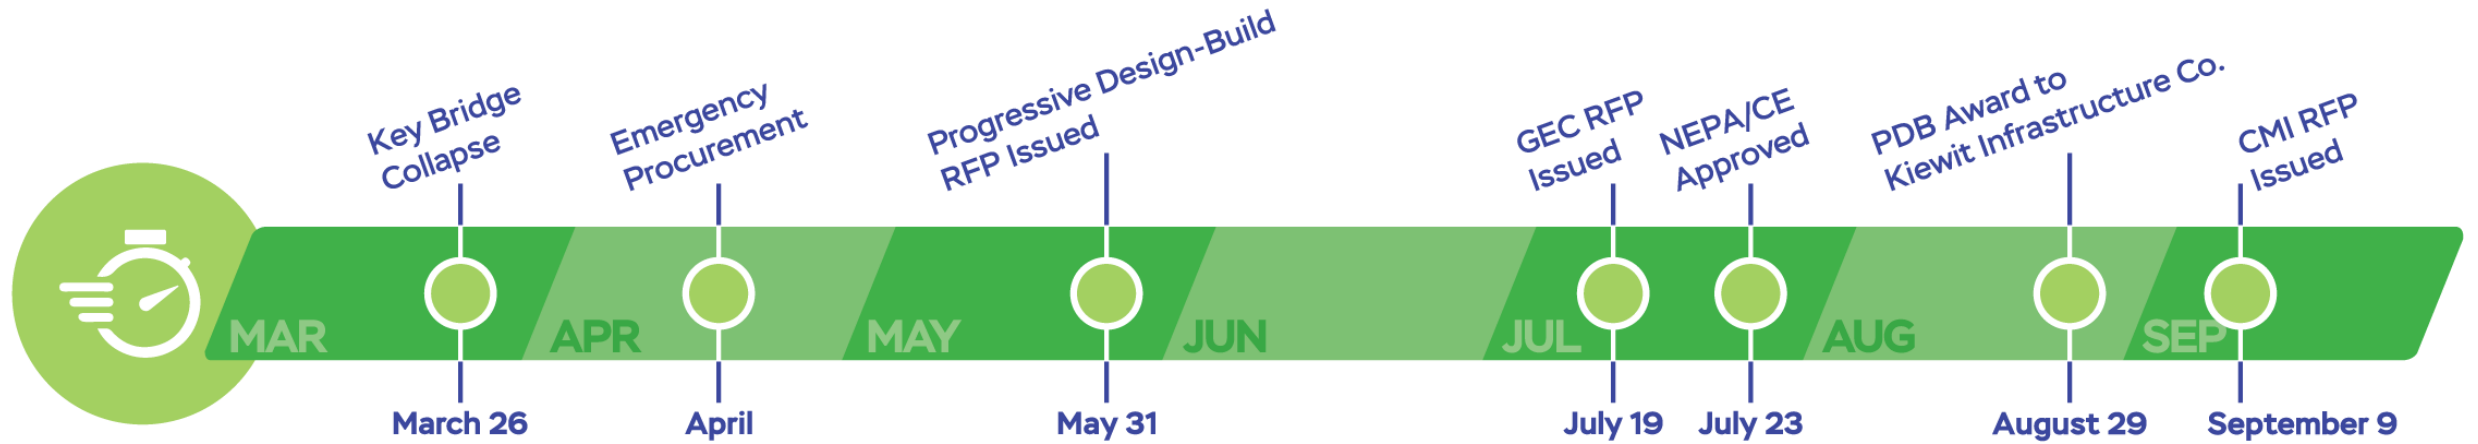 Key Bridge
Collapse
Emergency
Procurement
Progressive Design-Build
RFP Issued
GEC RFP
Issued
NEPA/CE
Approved
PDB Award to
Kiewit Infrastructure Co.
CMI RFP
Issued
MAR
APR
MAY
JUN
JUL
AUG
SEP
March 26
April
May 31
July 19
July 23
August 29
September 9